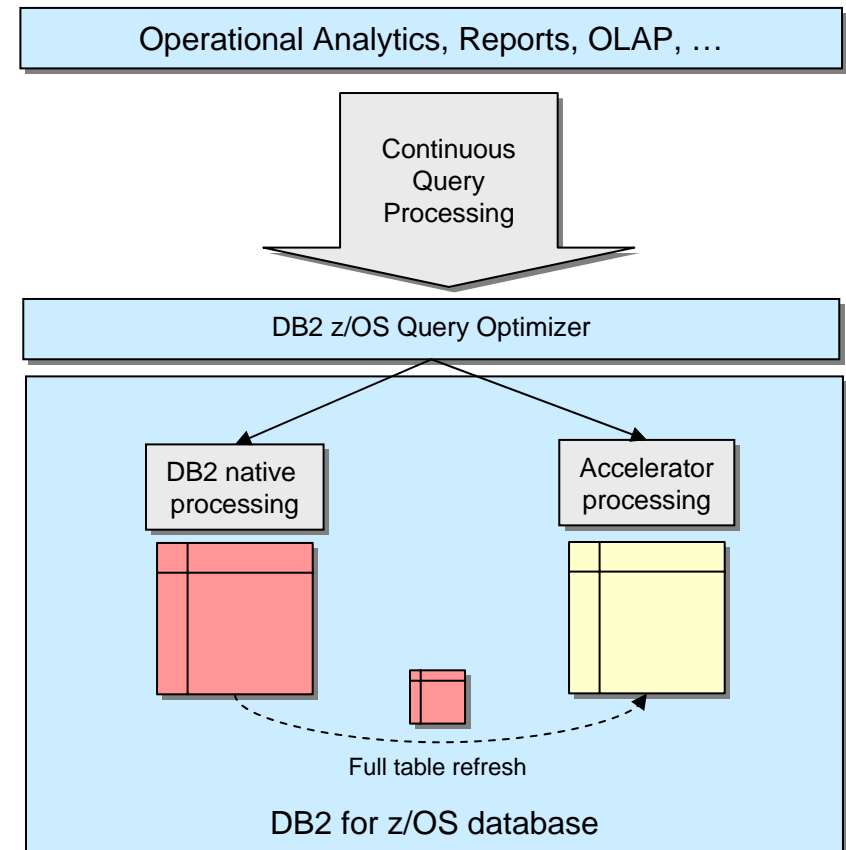 Operational Analytics, Reports, OLAP, …
Continuous
Query
Processing
DB2 z/OS Query Optimizer
DB2 native
processing
Accelerator
processing
Full table refresh
DB2 for z/OS database